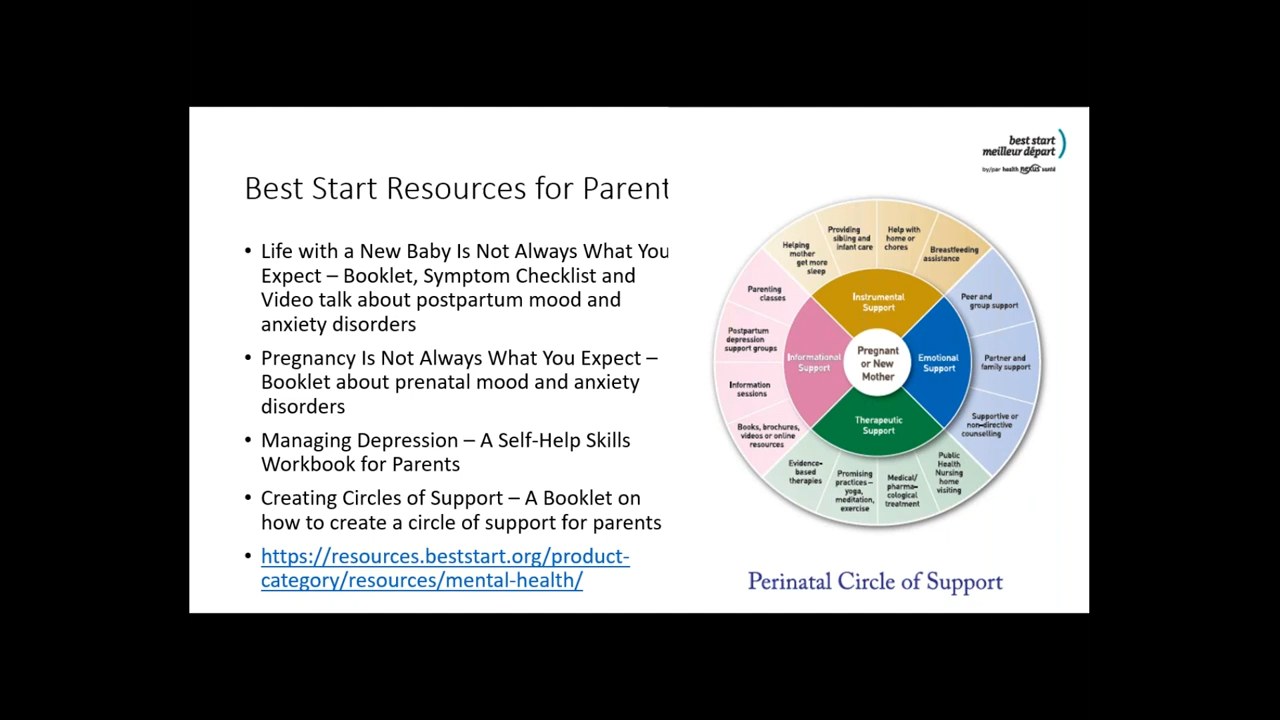 best start
meilleur départ
by/par health nexus santé
Best Start Resources for Parent
• Life with a New Baby Is Not Always What You
Expect – Booklet, Symptom Checklist and
Video talk about postpartum mood and
anxiety disorders
• Pregnancy Is Not Always What You Expect –
Booklet about prenatal mood and anxiety
disorders
• Managing Depression – A Self-Help Skills
Workbook for Parents
• Creating Circles of Support – A Booklet on
how to create a circle of support for parents
• https://resources.beststart.org/product-
category/resources/mental-health/
Pregnant
or New
Mother
Instrumental
Support
Helping
mother
get more
sleep
Providing
sibling and
infant care
Help with
home or
chores
Breastfeeding
assistance
Emotional
Support
Peer and
group support
Partner and
family support
Supportive or
non-directive
counselling
Therapeutic
Support
Public
Health
Nursing
home
visiting
Medical/
pharma-
cological
treatment
Promising
practices –
yoga,
meditation,
exercise
Evidence-
based
therapies
Informational
Support
Books, brochures,
videos or online
resources
Information
sessions
Postpartum
depression
support groups
Parenting
classes
Perinatal Circle of Support